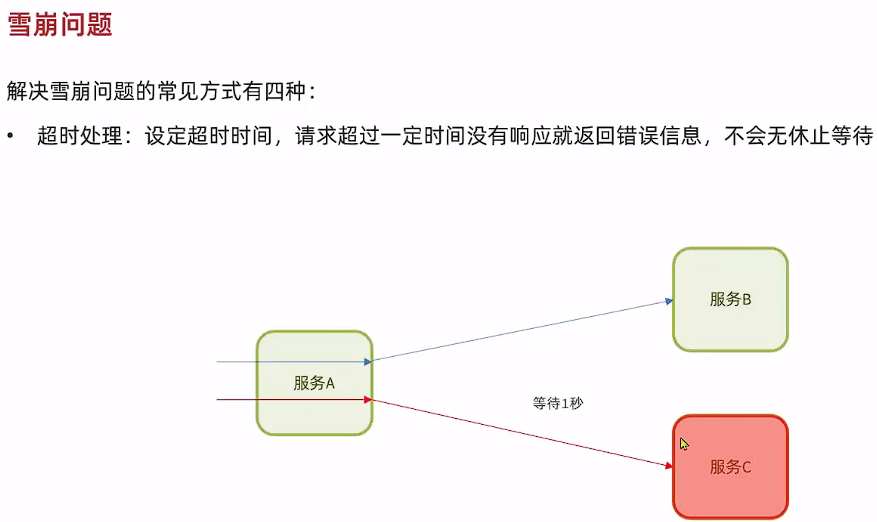 雪崩问题
解决雪崩问题的常见方式有四种：
• 超时处理：设定超时时间，请求超过一定时间没有响应就返回错误信息，不会无休止等待
服务B
服务A
等待1秒
服务C